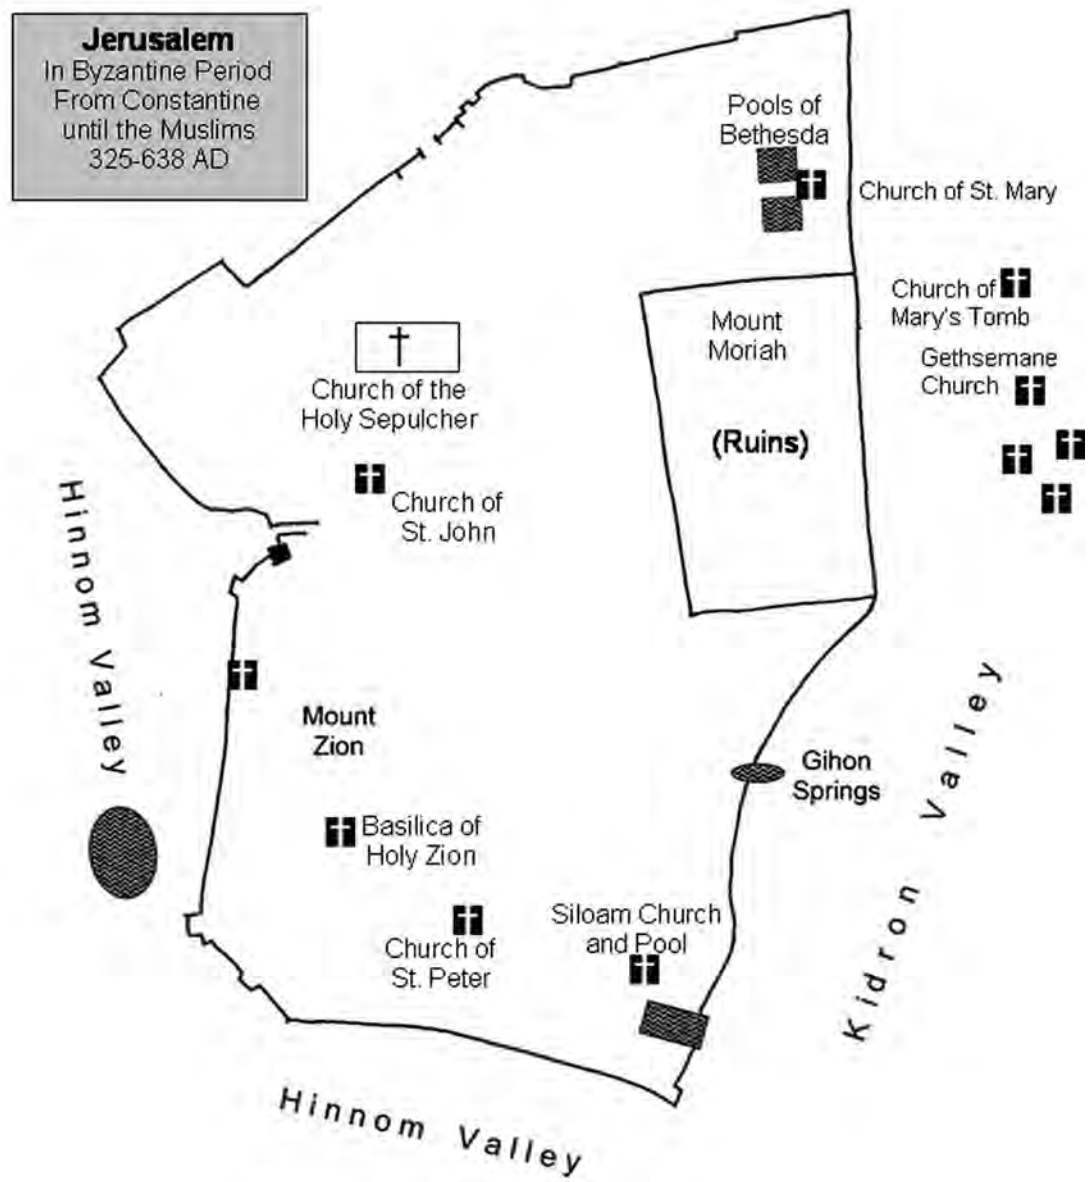 Jerusalem
In Byzantine Period
From Constantine
until the Muslims
325-638 AD
Pools of
Bethesda
Church of St. Mary
Church of
Mary's Tomb
Mount
Moriah
Gethsemane
Church
Church of the
Holy Sepulcher
(Ruins)
Church of
St. John
Hinnom Valley
Mount
Zion
Gihon
Springs
Kidron Valley
Basilica of
Holy Zion
Siloam Church
and Pool
Church of
St. Peter
Hinnom Valley